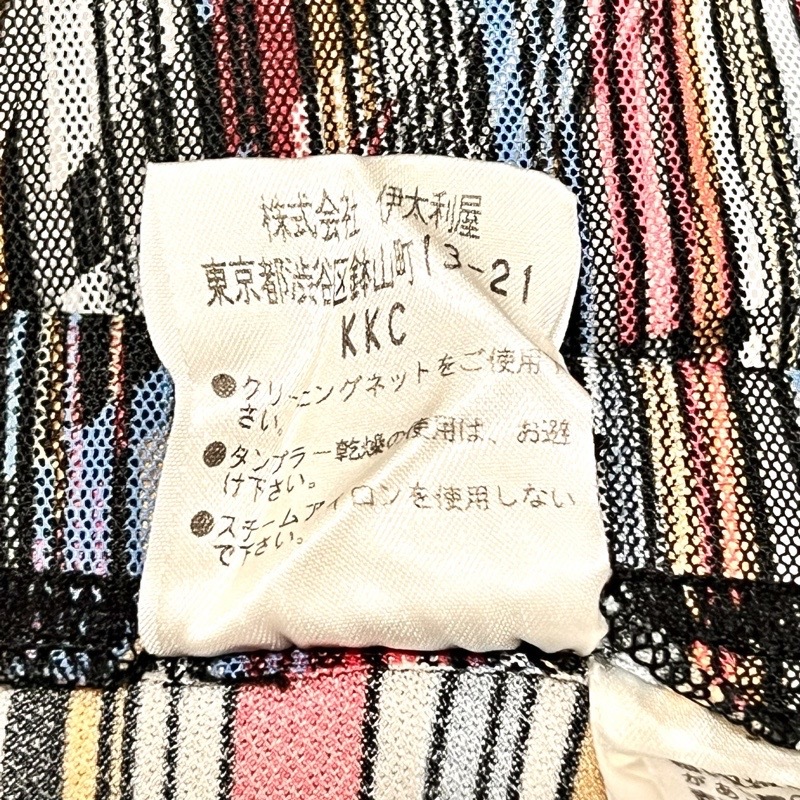 株式会社 伊太利屋
東京都渋谷区鉢山町13-21
KKC
●クリーニングネットをご使用
さい。
●タンブラー乾燥の使用は、お避
け下さい。
●スチームアイロンを使用しない
で下さい。
があ